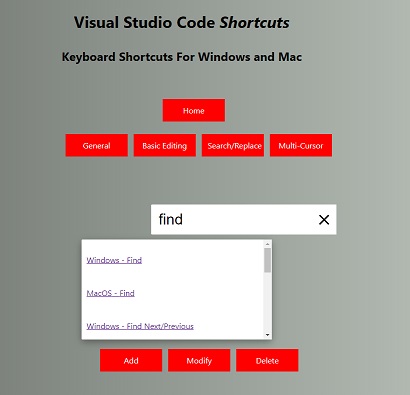 Visual Studio Code Shortcuts
Keyboard Shortcuts For Windows and Mac
Home
General Basic Editing Search/Replace Multi-Cursor
find
Windows - Find
MacOS - Find
Windows - Find Next/Previous
Add Modify Delete